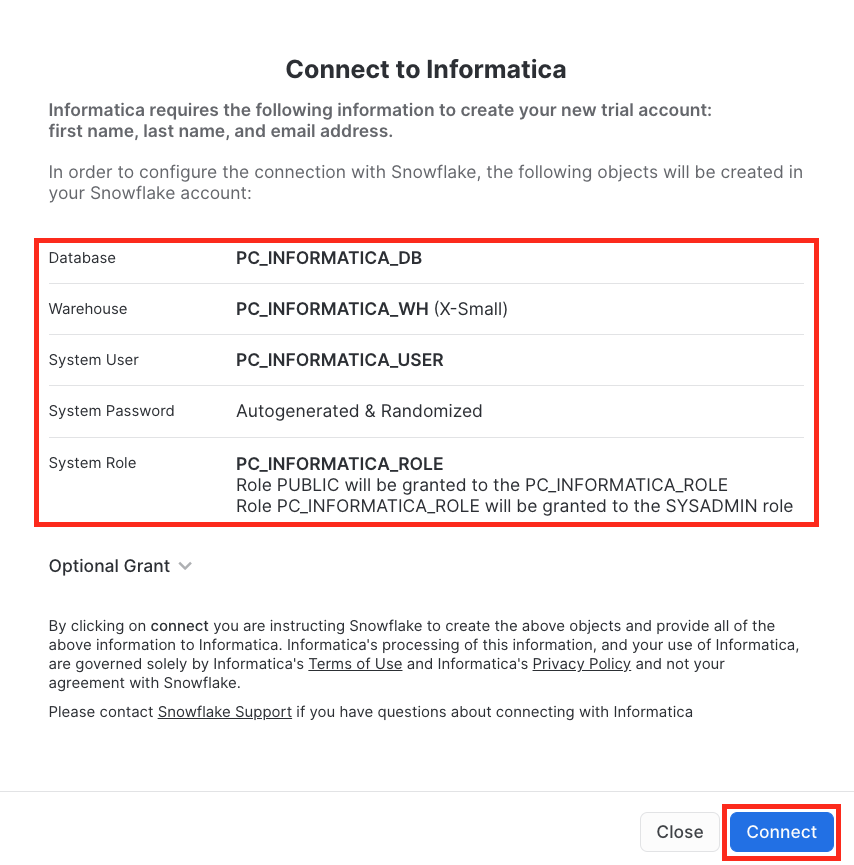 Connect to Informatica
Informatica requires the following information to create your new trial account:
first name, last name, and email address.
In order to configure the connection with Snowflake, the following objects will be created in
your Snowflake account:
Database PC_INFORMATICA_DB
Warehouse PC_INFORMATICA_WH (X-Small)
System User PC_INFORMATICA_USER
System Password Autogenerated & Randomized
System Role PC_INFORMATICA_ROLE
Role PUBLIC will be granted to the PC_INFORMATICA_ROLE
Role PC_INFORMATICA_ROLE will be granted to the SYSADMIN role
Optional Grant
By clicking on connect you are instructing Snowflake to create the above objects and provide all of the
above information to Informatica. Informatica's processing of this information, and your use of Informatica,
are governed solely by Informatica's Terms of Use and Informatica's Privacy Policy and not your
agreement with Snowflake.
Please contact Snowflake Support if you have questions about connecting with Informatica
Close Connect